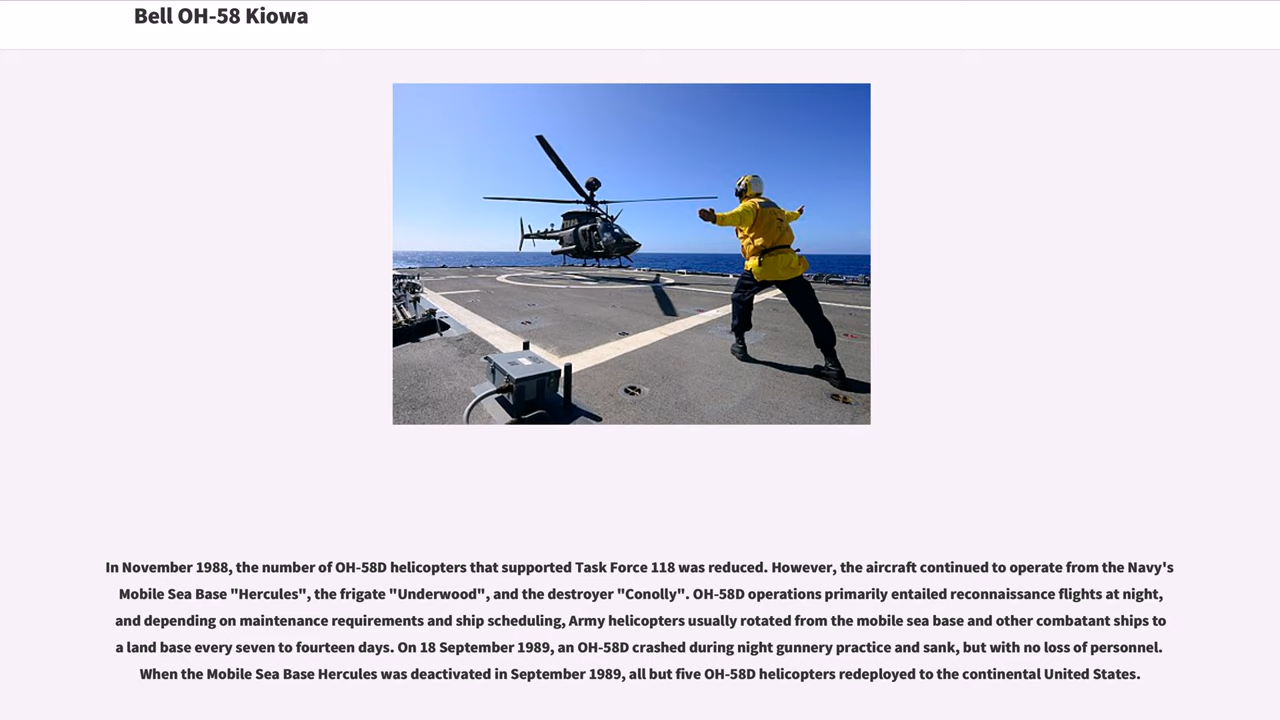 Bell OH-58 Kiowa
In November 1988, the number of OH-58D helicopters that supported Task Force 118 was reduced. However, the aircraft continued to operate from the Navy's
Mobile Sea Base "Hercules", the frigate "Underwood", and the destroyer "Conolly". OH-58D operations primarily entailed reconnaissance flights at night,
and depending on maintenance requirements and ship scheduling, Army helicopters usually rotated from the mobile sea base and other combatant ships to
a land base every seven to fourteen days. On 18 September 1989, an OH-58D crashed during night gunnery practice and sank, but with no loss of personnel.
When the Mobile Sea Base Hercules was deactivated in September 1989, all but five OH-58D helicopters redeployed to the continental United States.